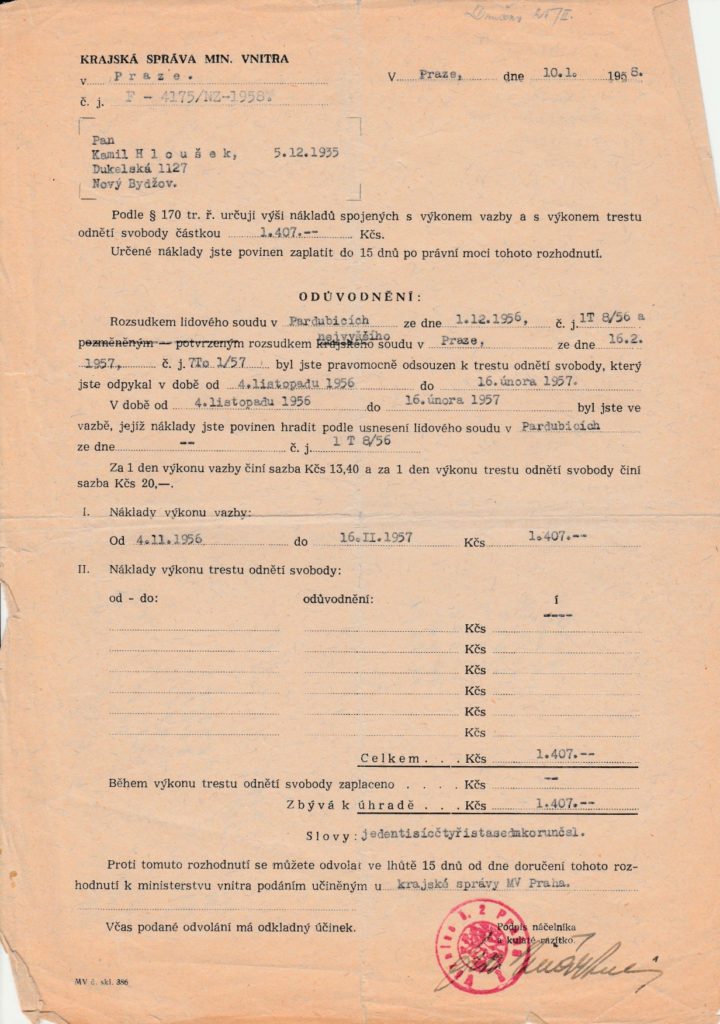 Doručeno 25/II.
KRAJSKÁ SPRÁVA MIN. VNITRA
v Praze.
V Praze, dne 10.1. 1958.
č. j. F - 4175/NZ-1958.
Pan
Kamil H l o u š e k, 5.12.1935
Dukelská 1127
Nový Bydžov.
Podle § 170 tr. ř. určuji výši nákladů spojených s výkonem vazby a s výkonem trestu
odnětí svobody částkou 1.407.-- Kčs.
Určené náklady jste povinen zaplatit do 15 dnů po právní moci tohoto rozhodnutí.
ODŮVODNĚNÍ:
Rozsudkem lidového soudu v Pardubicích ze dne 1.12.1956, č. j. 1T 8/56 a
nejvyššího
pozměněným — potvrzeným rozsudkem krajského soudu v Praze, ze dne 16.2.
1957, č. j. 7To 1/57 byl jste pravomocně odsouzen k trestu odnětí svobody, který
jste odpykal v době od 4.listopadu 1956 do 16.února 1957.
V době od 4.listopadu 1956 do 16.února 1957 byl jste ve
vazbě, jejíž náklady jste povinen hradit podle usnesení lidového soudu v Pardubicích
ze dne -- č. j. 1 T 8/56
Za 1 den výkonu vazby činí sazba Kčs 13,40 a za 1 den výkonu trestu odnětí svobody činí
sazba Kčs 20,—.
I. Náklady výkonu vazby:
Od 4.11.1956 do 16.II.1957 Kčs 1.407.--
II. Náklady výkonu trestu odnětí svobody:
od - do: odůvodnění: í
----
Kčs
Kčs
Kčs
Kčs
Kčs
Kčs
Celkem . . . Kčs 1.407.--
Během výkonu trestu odnětí svobody zaplaceno . . . . Kčs --
Zbývá k úhradě . . . Kčs 1.407.--
Slovy: jedentisícčtyřistasedmkorunčsl.
Proti tomuto rozhodnutí se můžete odvolat ve lhůtě 15 dnů od dne doručení tohoto roz-
hodnutí k ministerstvu vnitra podáním učiněným u krajské správy MV Praha.
Včas podané odvolání má odkladný účinek.
Podpis náčelníka
a kulaté razítko
MV č. skl. 386